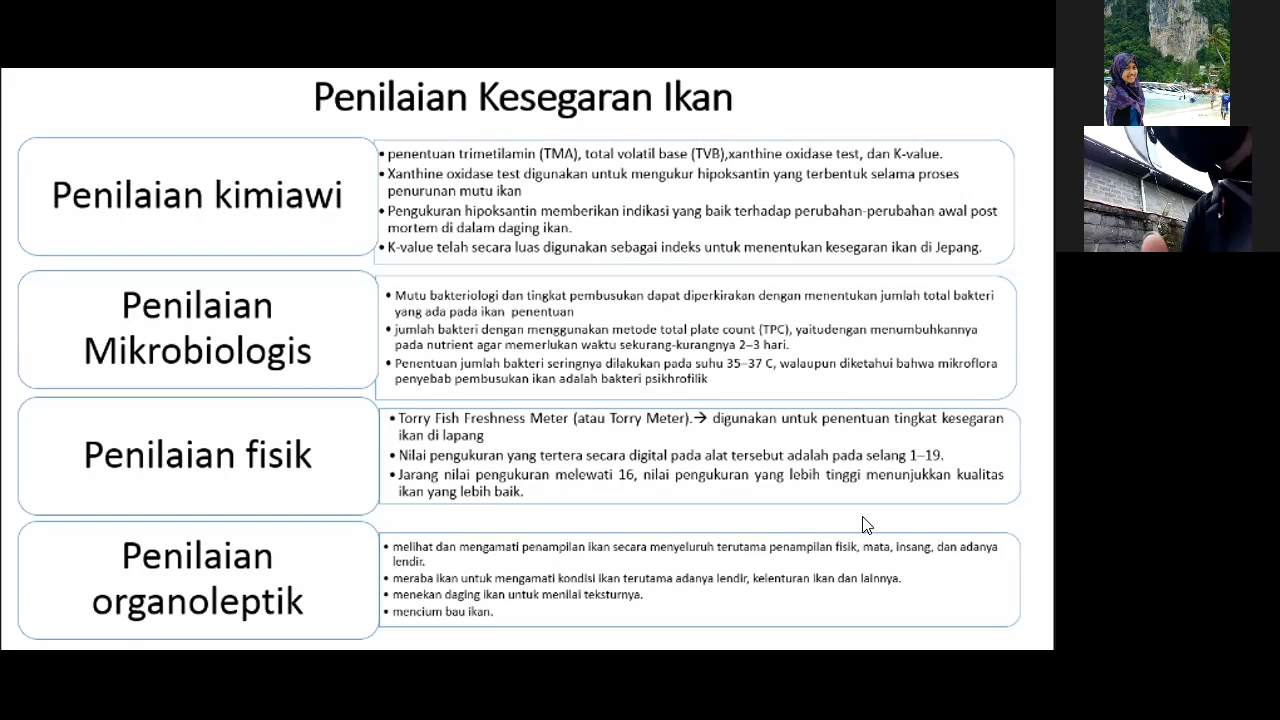 Penilaian Kesegaran Ikan
Penilaian kimiawi
• penentuan trimetilamin (TMA), total volatil base (TVB),xanthine oxidase test, dan K-value.
• Xanthine oxidase test digunakan untuk mengukur hipoksantin yang terbentuk selama proses
penurunan mutu ikan
• Pengukuran hipoksantin memberikan indikasi yang baik terhadap perubahan-perubahan awal post
mortem di dalam daging ikan.
• K-value telah secara luas digunakan sebagai indeks untuk menentukan kesegaran ikan di Jepang.
Penilaian
Mikrobiologis
• Mutu bakteriologi dan tingkat pembusukan dapat diperkirakan dengan menentukan jumlah total bakteri
yang ada pada ikan penentuan
• jumlah bakteri dengan menggunakan metode total plate count (TPC), yaitudengan menumbuhkannya
pada nutrient agar memerlukan waktu sekurang-kurangnya 2–3 hari.
• Penentuan jumlah bakteri seringnya dilakukan pada suhu 35–37 C, walaupun diketahui bahwa mikroflora
penyebab pembusukan ikan adalah bakteri psikhrofilik
Penilaian fisik
• Torry Fish Freshness Meter (atau Torry Meter).→ digunakan untuk penentuan tingkat kesegaran
ikan di lapang
• Nilai pengukuran yang tertera secara digital pada alat tersebut adalah pada selang 1–19.
• Jarang nilai pengukuran melewati 16, nilai pengukuran yang lebih tinggi menunjukkan kualitas
ikan yang lebih baik.
Penilaian
organoleptik
• melihat dan mengamati penampilan ikan secara menyeluruh terutama penampilan fisik, mata, insang, dan adanya
lendir.
• meraba ikan untuk mengamati kondisi ikan terutama adanya lendir, kelenturan ikan dan lainnya.
• menekan daging ikan untuk menilai teksturnya.
• mencium bau ikan.